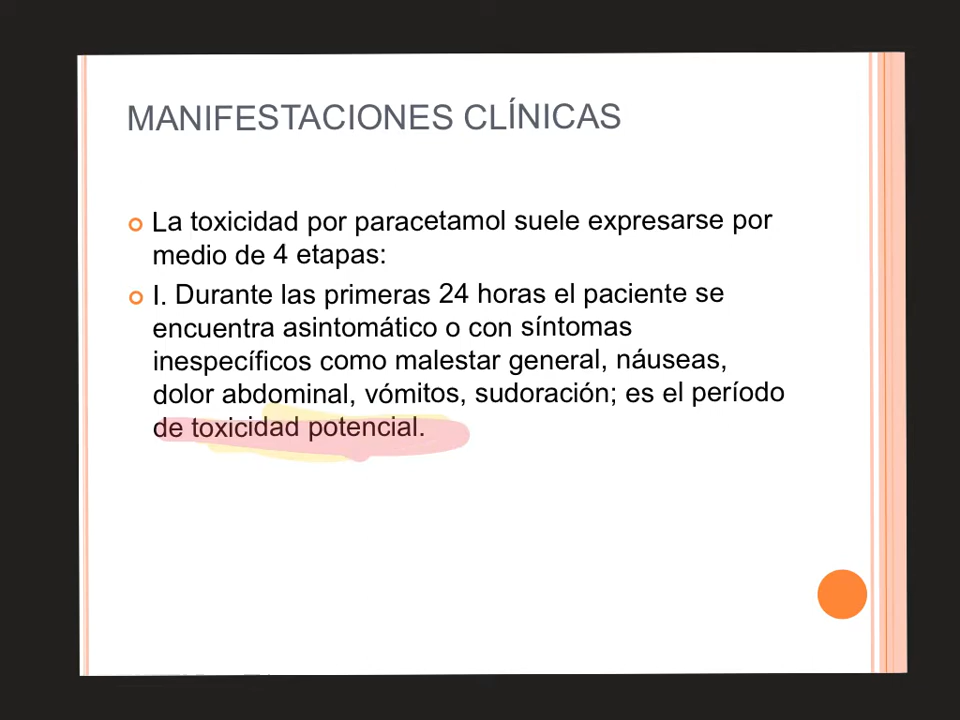 MANIFESTACIONES CLÍNICAS
La toxicidad por paracetamol suele expresarse por
medio de 4 etapas:
I. Durante las primeras 24 horas el paciente se
encuentra asintomático o con síntomas
inespecíficos como malestar general, náuseas,
dolor abdominal, vómitos, sudoración; es el período
de toxicidad potencial.